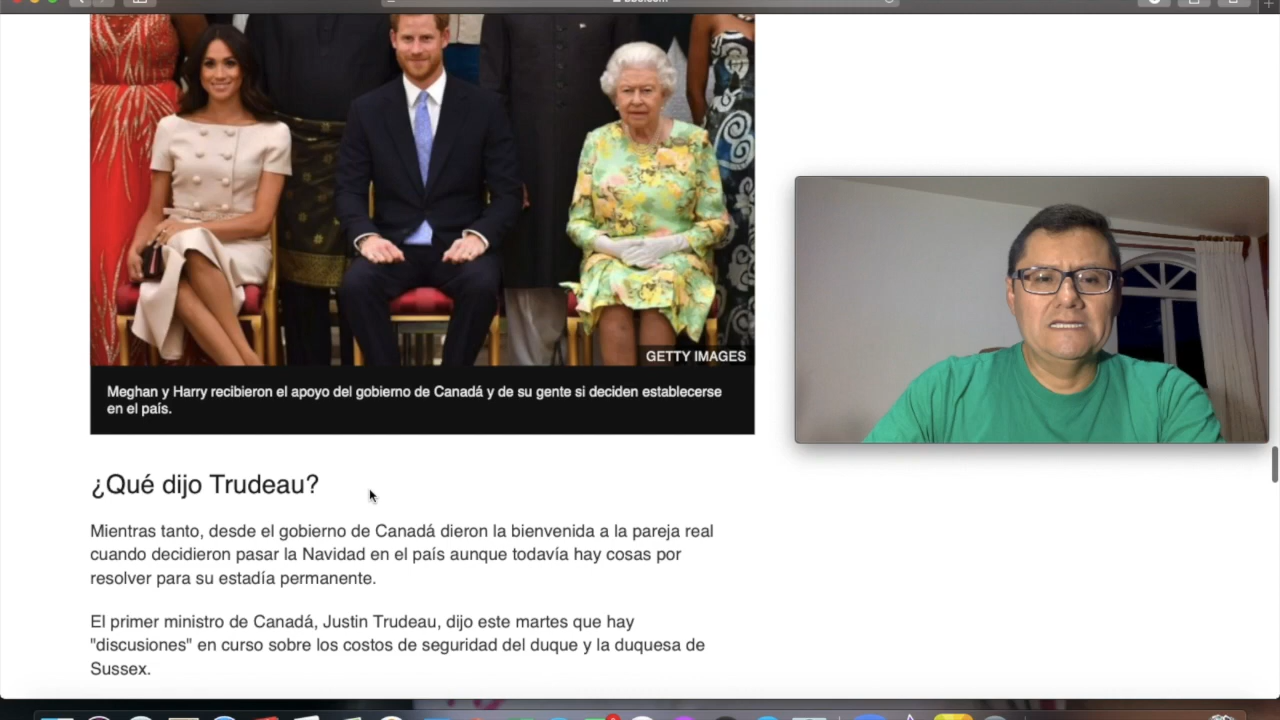 GETTY IMAGES
Meghan y Harry recibieron el apoyo del gobierno de Canadá y de su gente si deciden establecerse
en el país.
¿Qué dijo Trudeau?
Mientras tanto, desde el gobierno de Canadá dieron la bienvenida a la pareja real
cuando decidieron pasar la Navidad en el país aunque todavía hay cosas por
resolver para su estadía permanente.
El primer ministro de Canadá, Justin Trudeau, dijo este martes que hay
"discusiones" en curso sobre los costos de seguridad del duque y la duquesa de
Sussex.